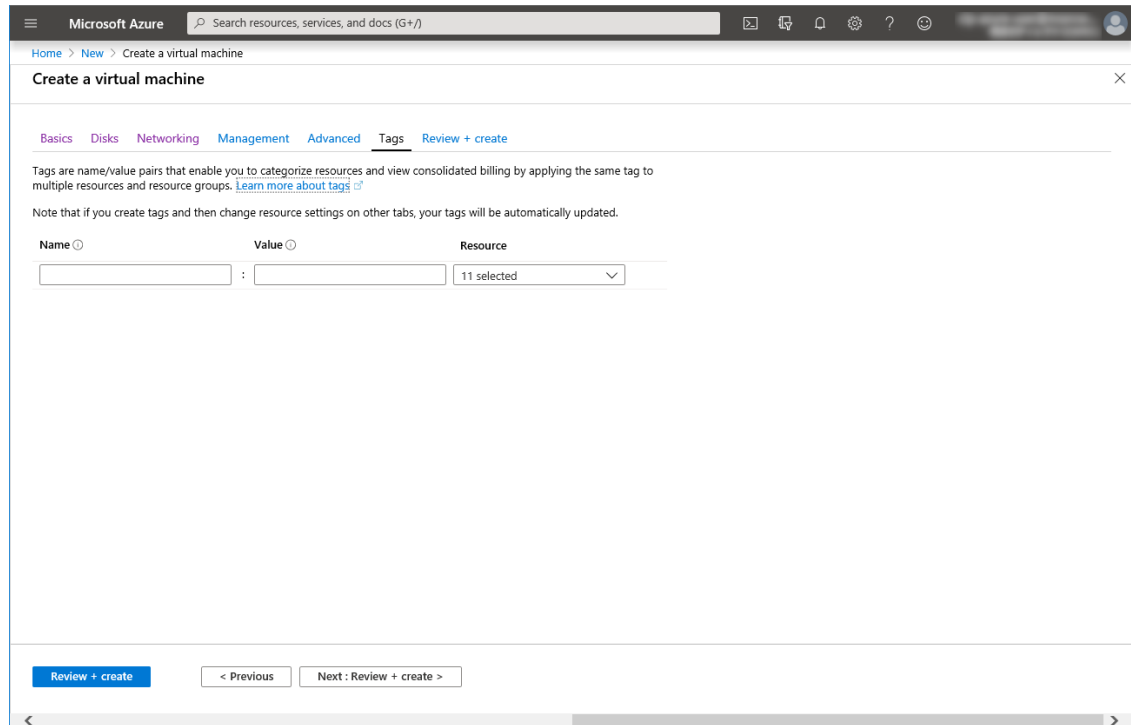 Microsoft Azure
Search resources, services, and docs (G+/)
Home > New > Create a virtual machine
Create a virtual machine
Basics Disks Networking Management Advanced Tags Review + create
Tags are name/value pairs that enable you to categorize resources and view consolidated billing by applying the same tag to
multiple resources and resource groups. Learn more about tags
Note that if you create tags and then change resource settings on other tabs, your tags will be automatically updated.
Name Value Resource
: 11 selected
Review + create < Previous Next : Review + create >